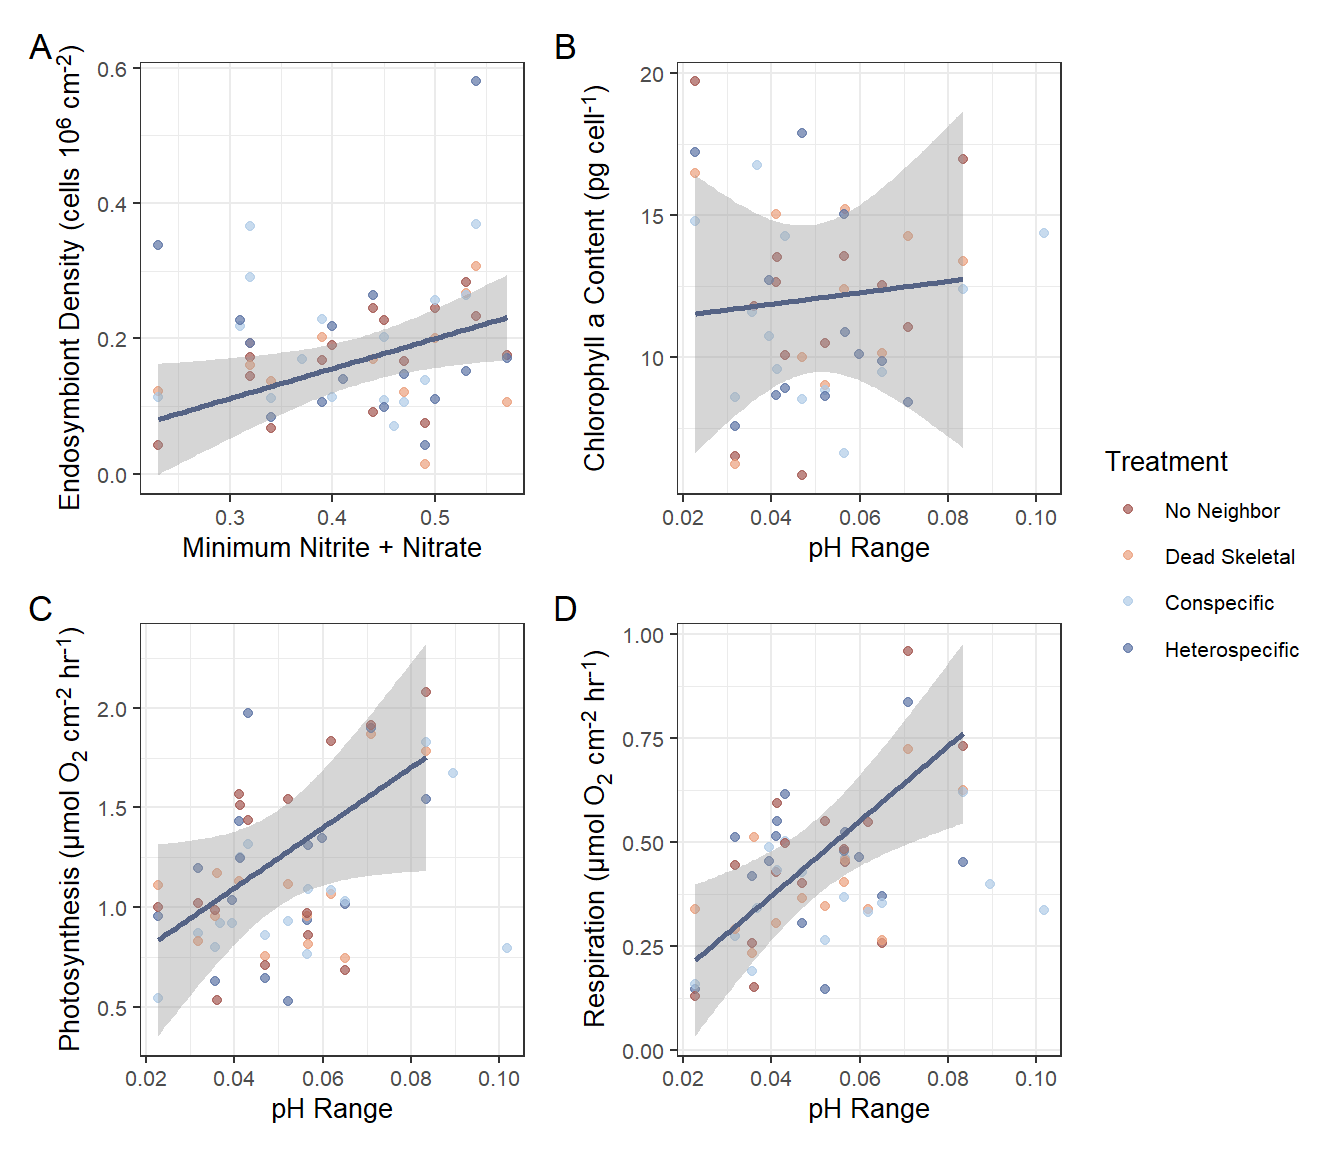 A
B
Endosymbiont Density (cells 10⁶ cm⁻²)
0.6
0.4
0.2
0.0
0.3 0.4 0.5
Minimum Nitrite + Nitrate
Chlorophyll a Content (pg cell⁻¹)
20
15
10
0.02 0.04 0.06 0.08 0.10
pH Range
Treatment
No Neighbor
Dead Skeletal
Conspecific
Heterospecific
C
D
Photosynthesis (μmol O₂ cm⁻² hr⁻¹)
2.0
1.5
1.0
0.5
0.02 0.04 0.06 0.08 0.10
pH Range
Respiration (μmol O₂ cm⁻² hr⁻¹)
1.00
0.75
0.50
0.25
0.00
0.02 0.04 0.06 0.08 0.10
pH Range